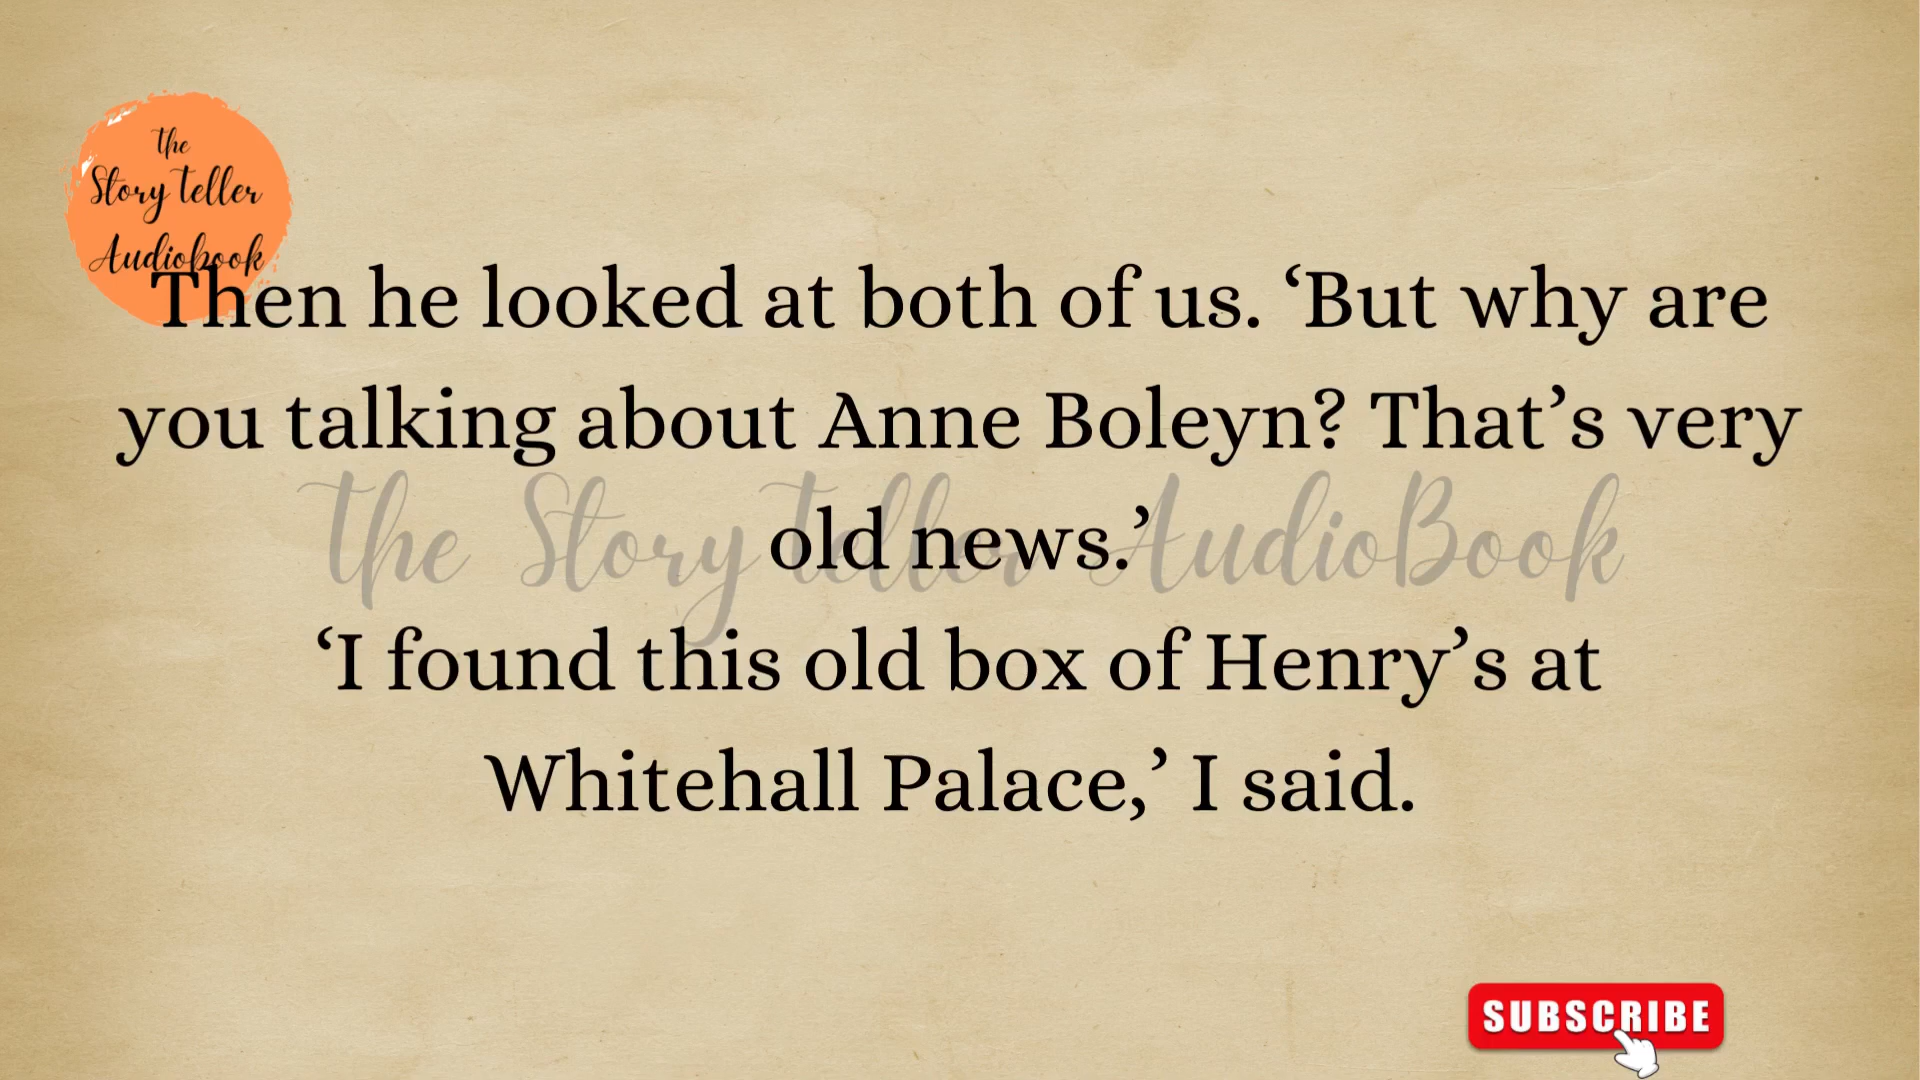 the
Story teller
Audiobook
Then he looked at both of us. ‘But why are
you talking about Anne Boleyn? That’s very
old news.’
the Story teller AudioBook
‘I found this old box of Henry’s at
Whitehall Palace,’ I said.
SUBSCRIBE